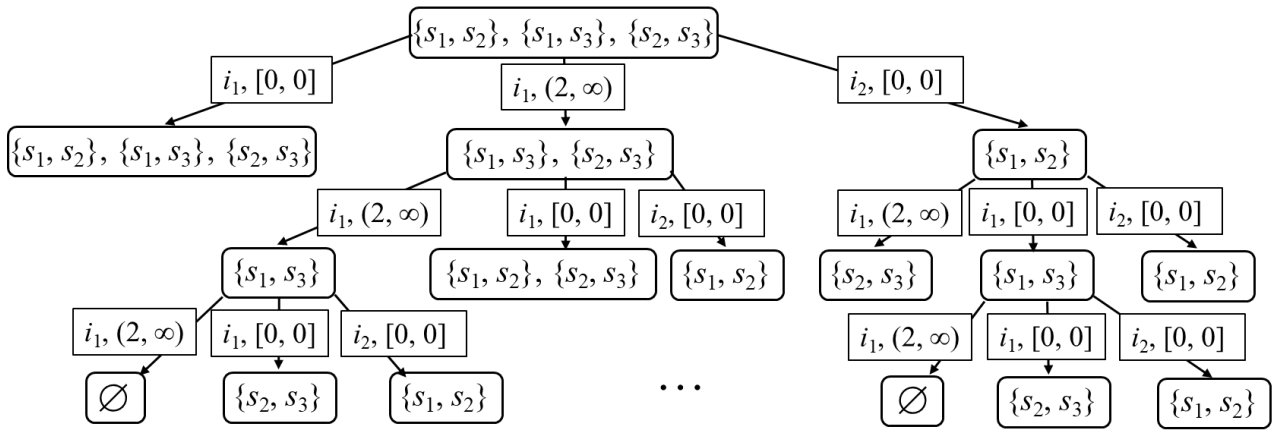 {s₁, s₂}, {s₁, s₃}, {s₂, s₃}
i₁, [0, 0]
i₁, (2, ∞)
i₂, [0, 0]
{s₁, s₂}, {s₁, s₃}, {s₂, s₃}
{s₁, s₃}, {s₂, s₃}
{s₁, s₂}
i₁, (2, ∞)
i₁, [0, 0]
i₂, [0, 0]
i₁, (2, ∞)
i₁, [0, 0]
i₂, [0, 0]
{s₁, s₃}
{s₁, s₂}, {s₂, s₃}
{s₁, s₂}
{s₂, s₃}
{s₁, s₃}
{s₁, s₂}
i₁, (2, ∞)
i₁, [0, 0]
i₂, [0, 0]
i₁, (2, ∞)
i₁, [0, 0]
i₂, [0, 0]
∅
{s₂, s₃}
{s₁, s₂}
...
∅
{s₂, s₃}
{s₁, s₂}